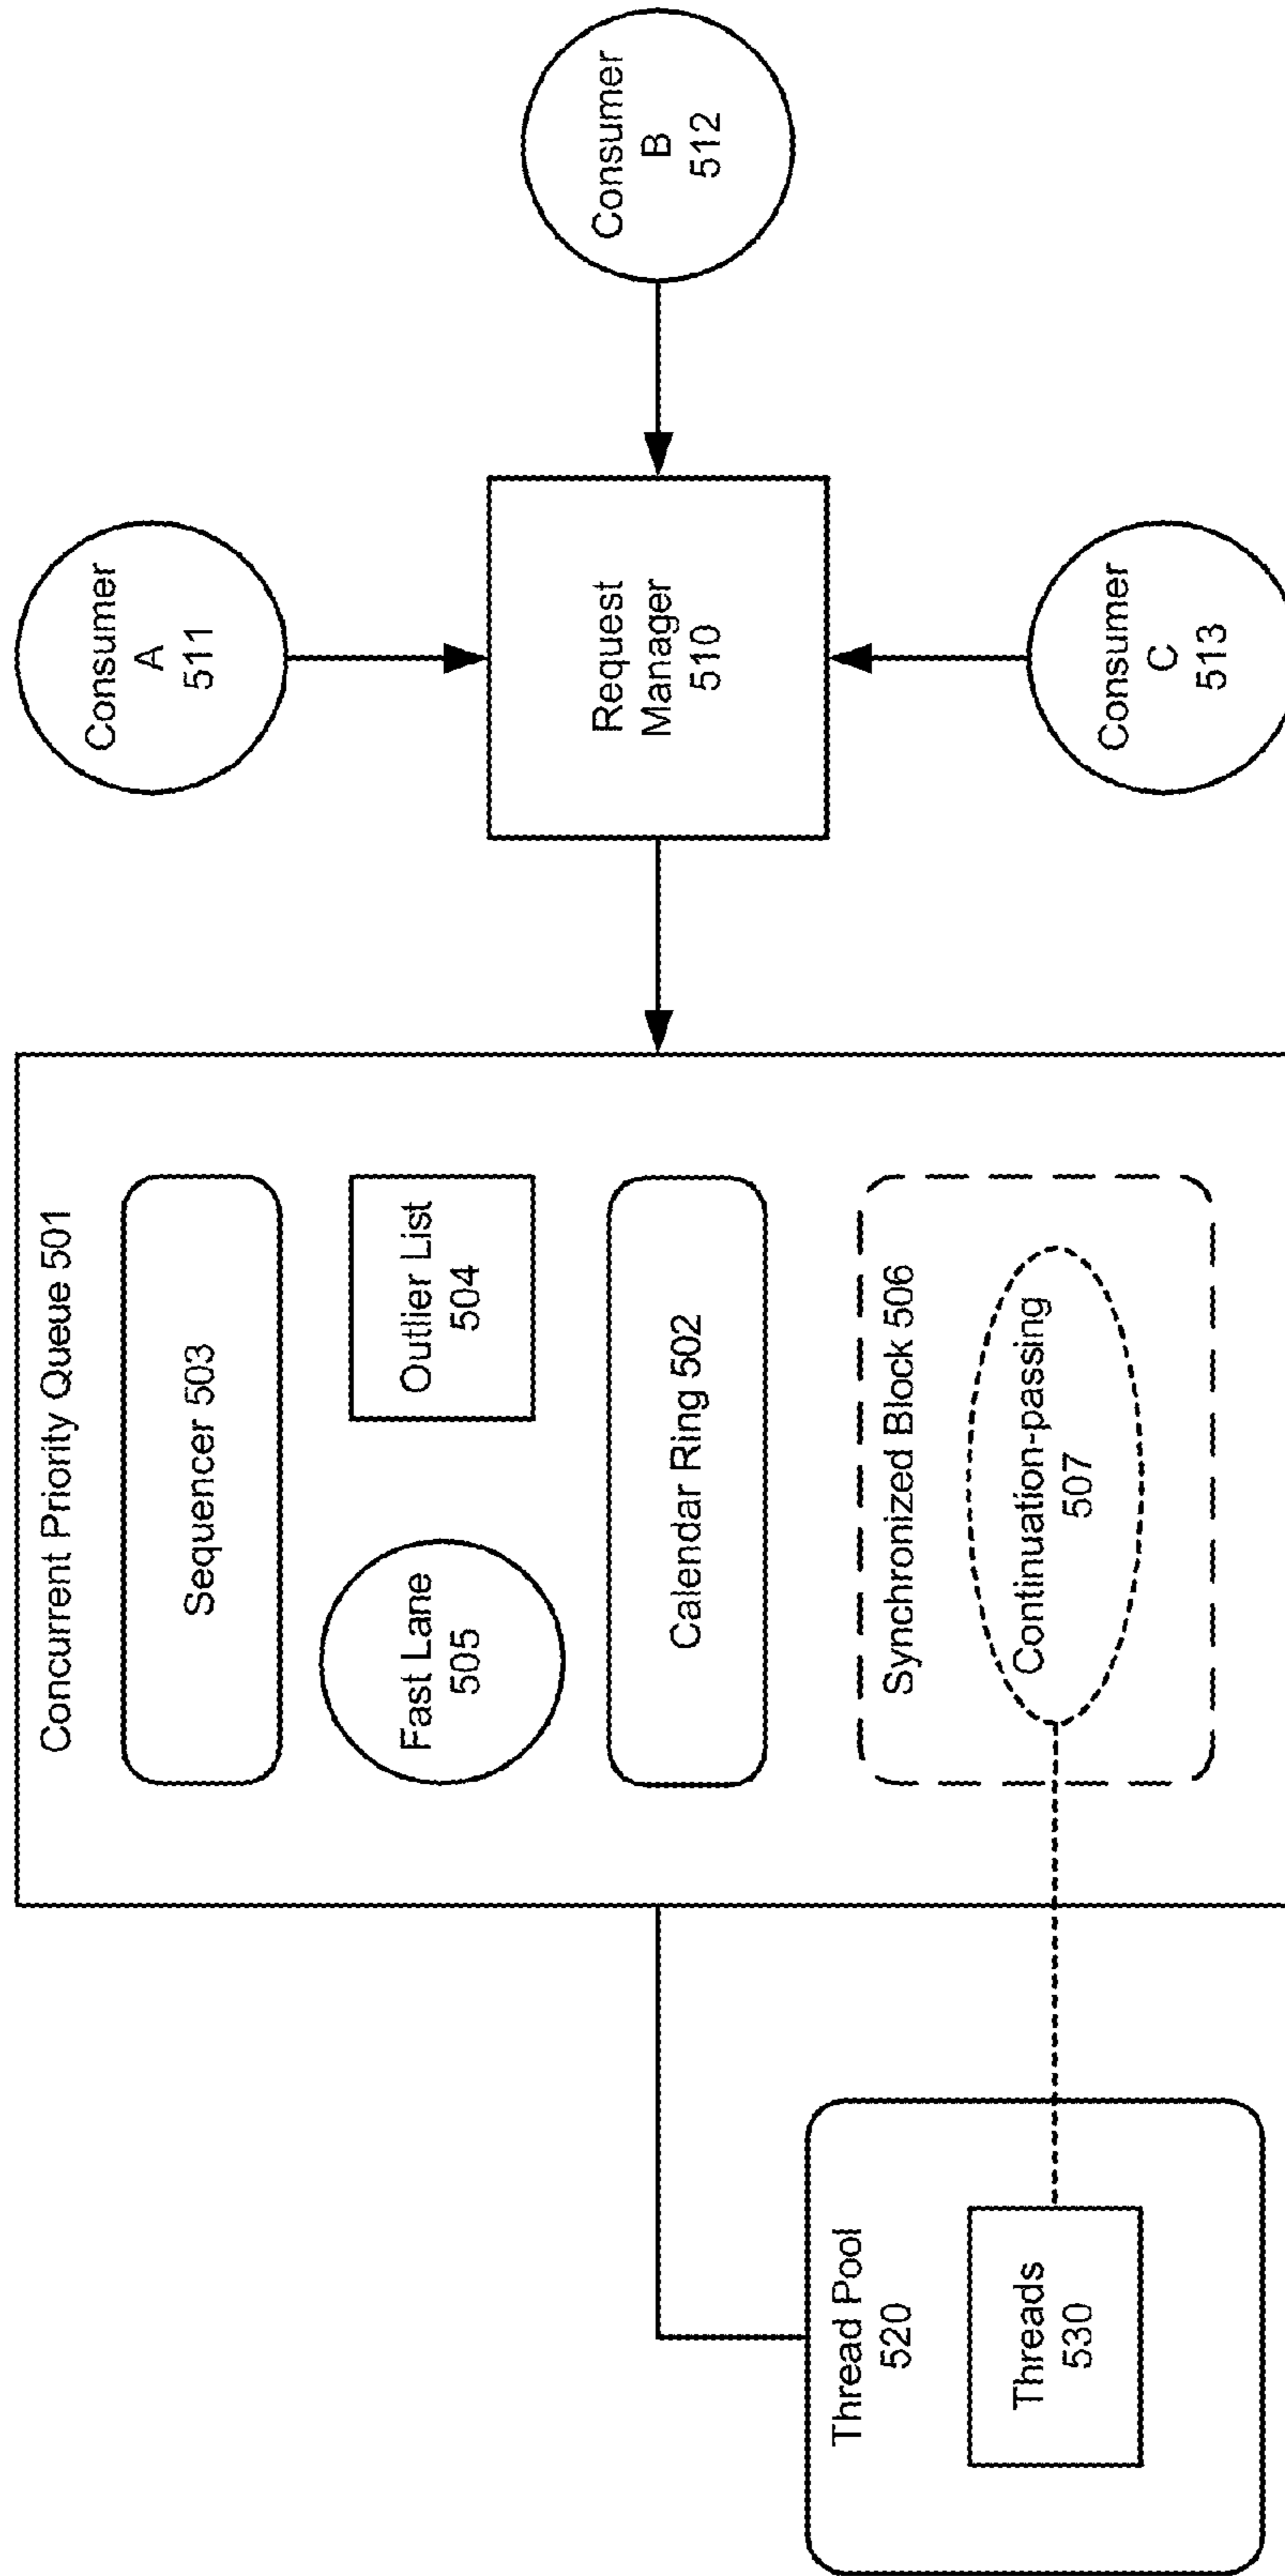 Concurrent Priority Queue 501
Sequencer 503
Fast Lane
505
Outlier List
504
Calendar Ring 502
Synchronized Block 506
Continuation-passing
507
Thread Pool
520
Threads
530
Consumer
A
511
Request
Manager
510
Consumer
B
512
Consumer
C
513